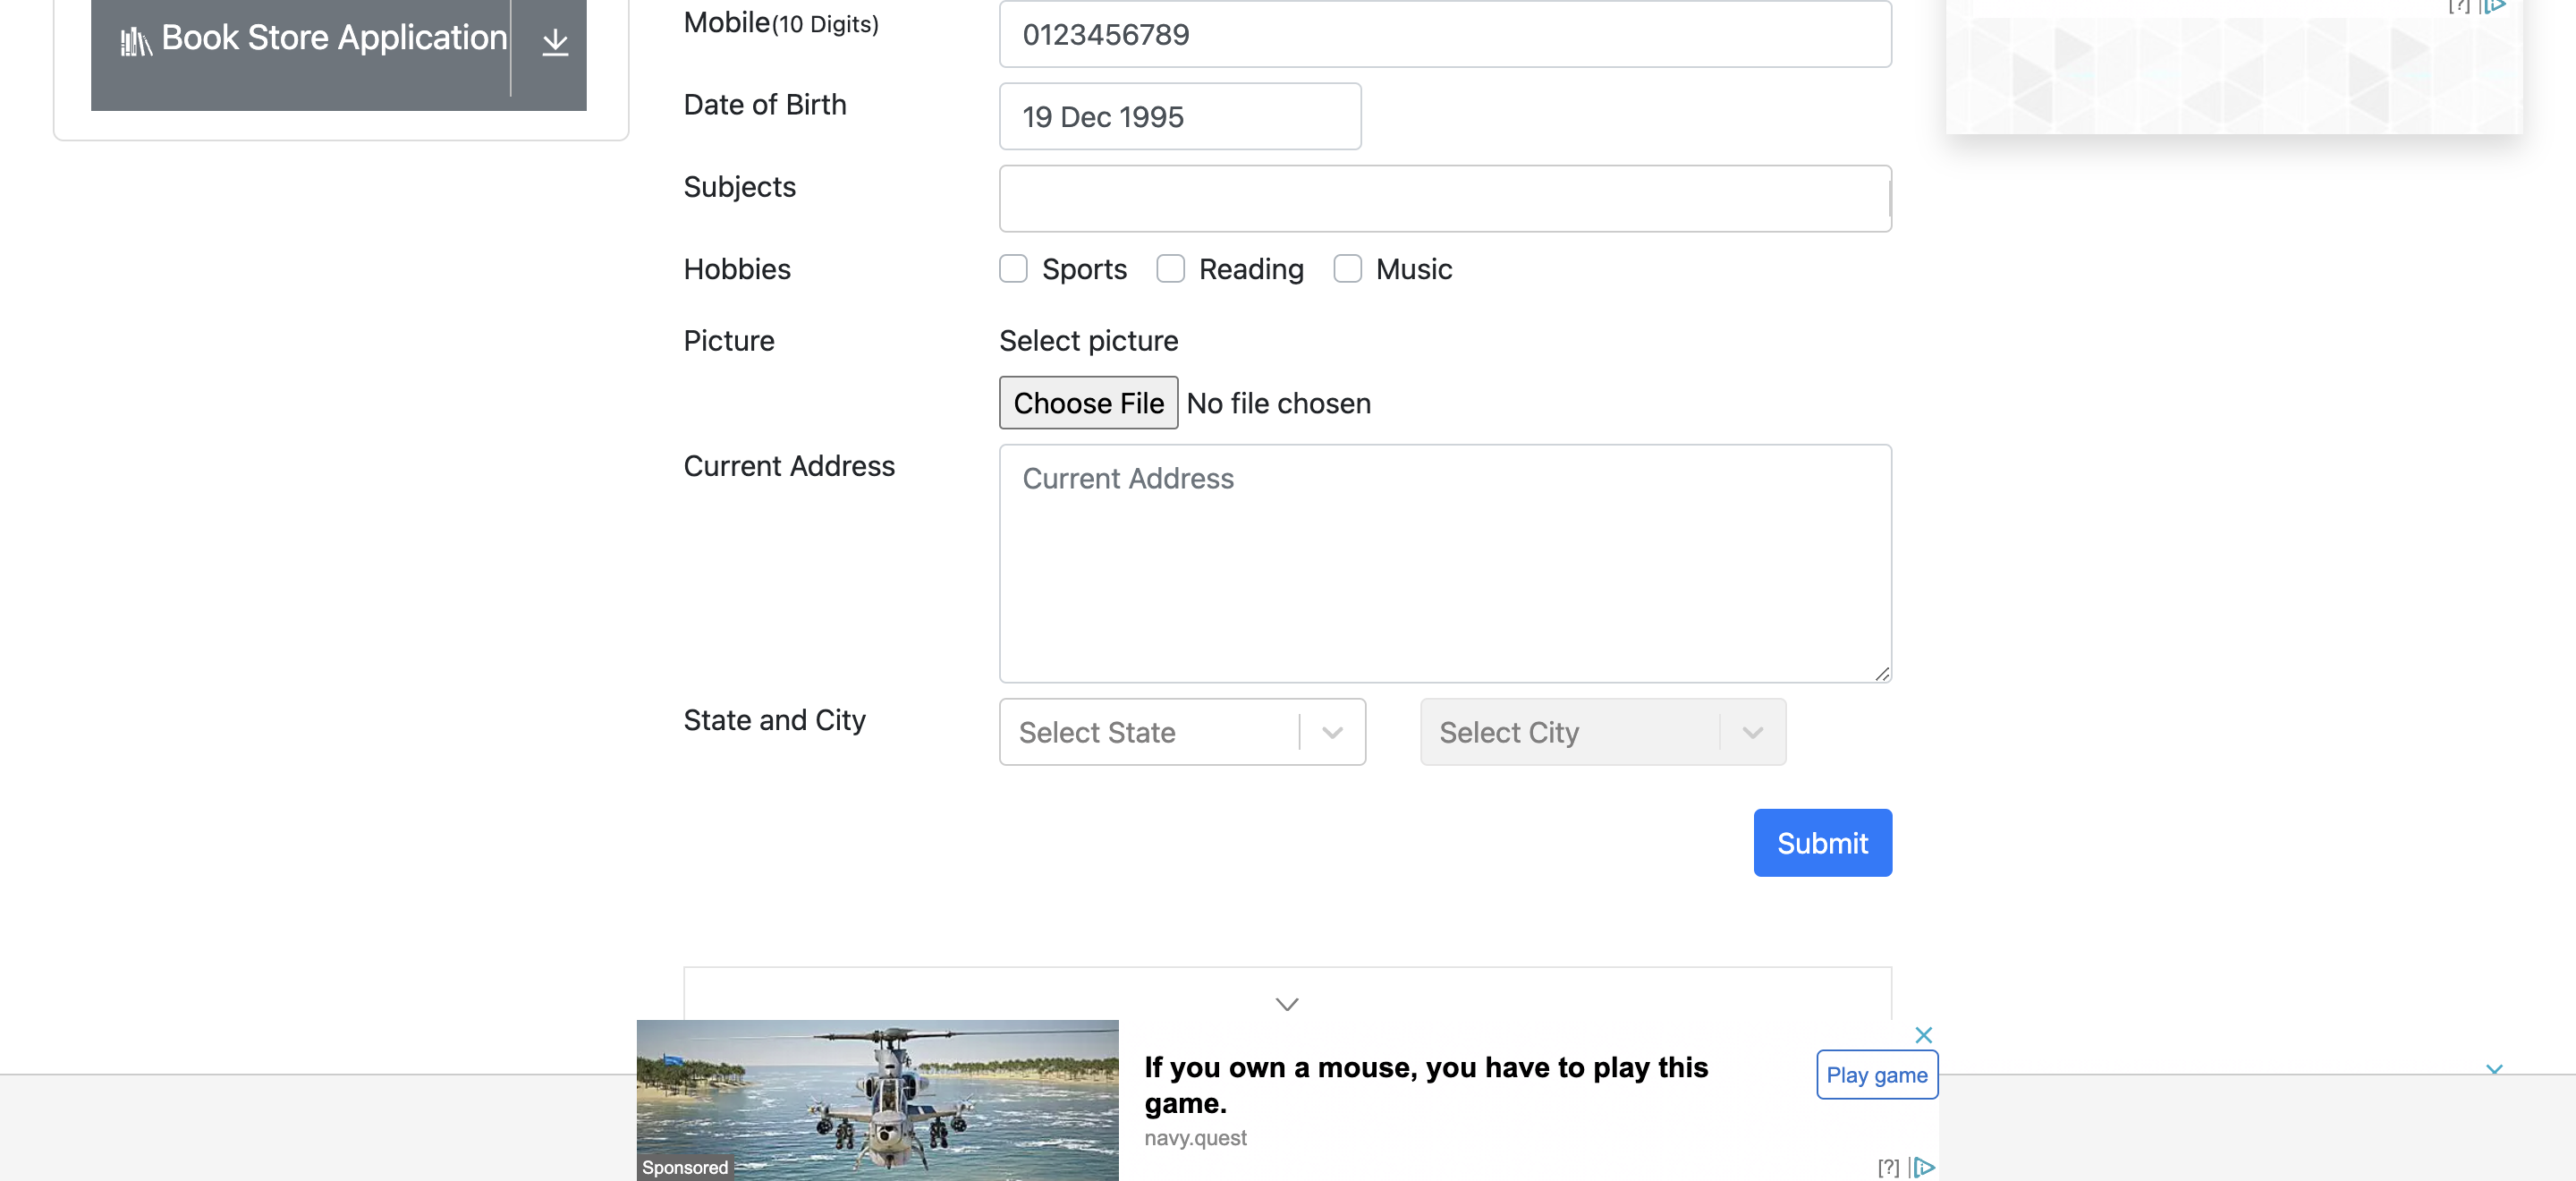 Book Store Application
Mobile(10 Digits)
0123456789
Date of Birth
19 Dec 1995
Subjects
Hobbies
Sports
Reading
Music
Picture
Select picture
Choose File No file chosen
Current Address
Current Address
State and City
Select State
Select City
Submit
If you own a mouse, you have to play this
game.
navy.quest
Play game
Sponsored
[?]
[?]